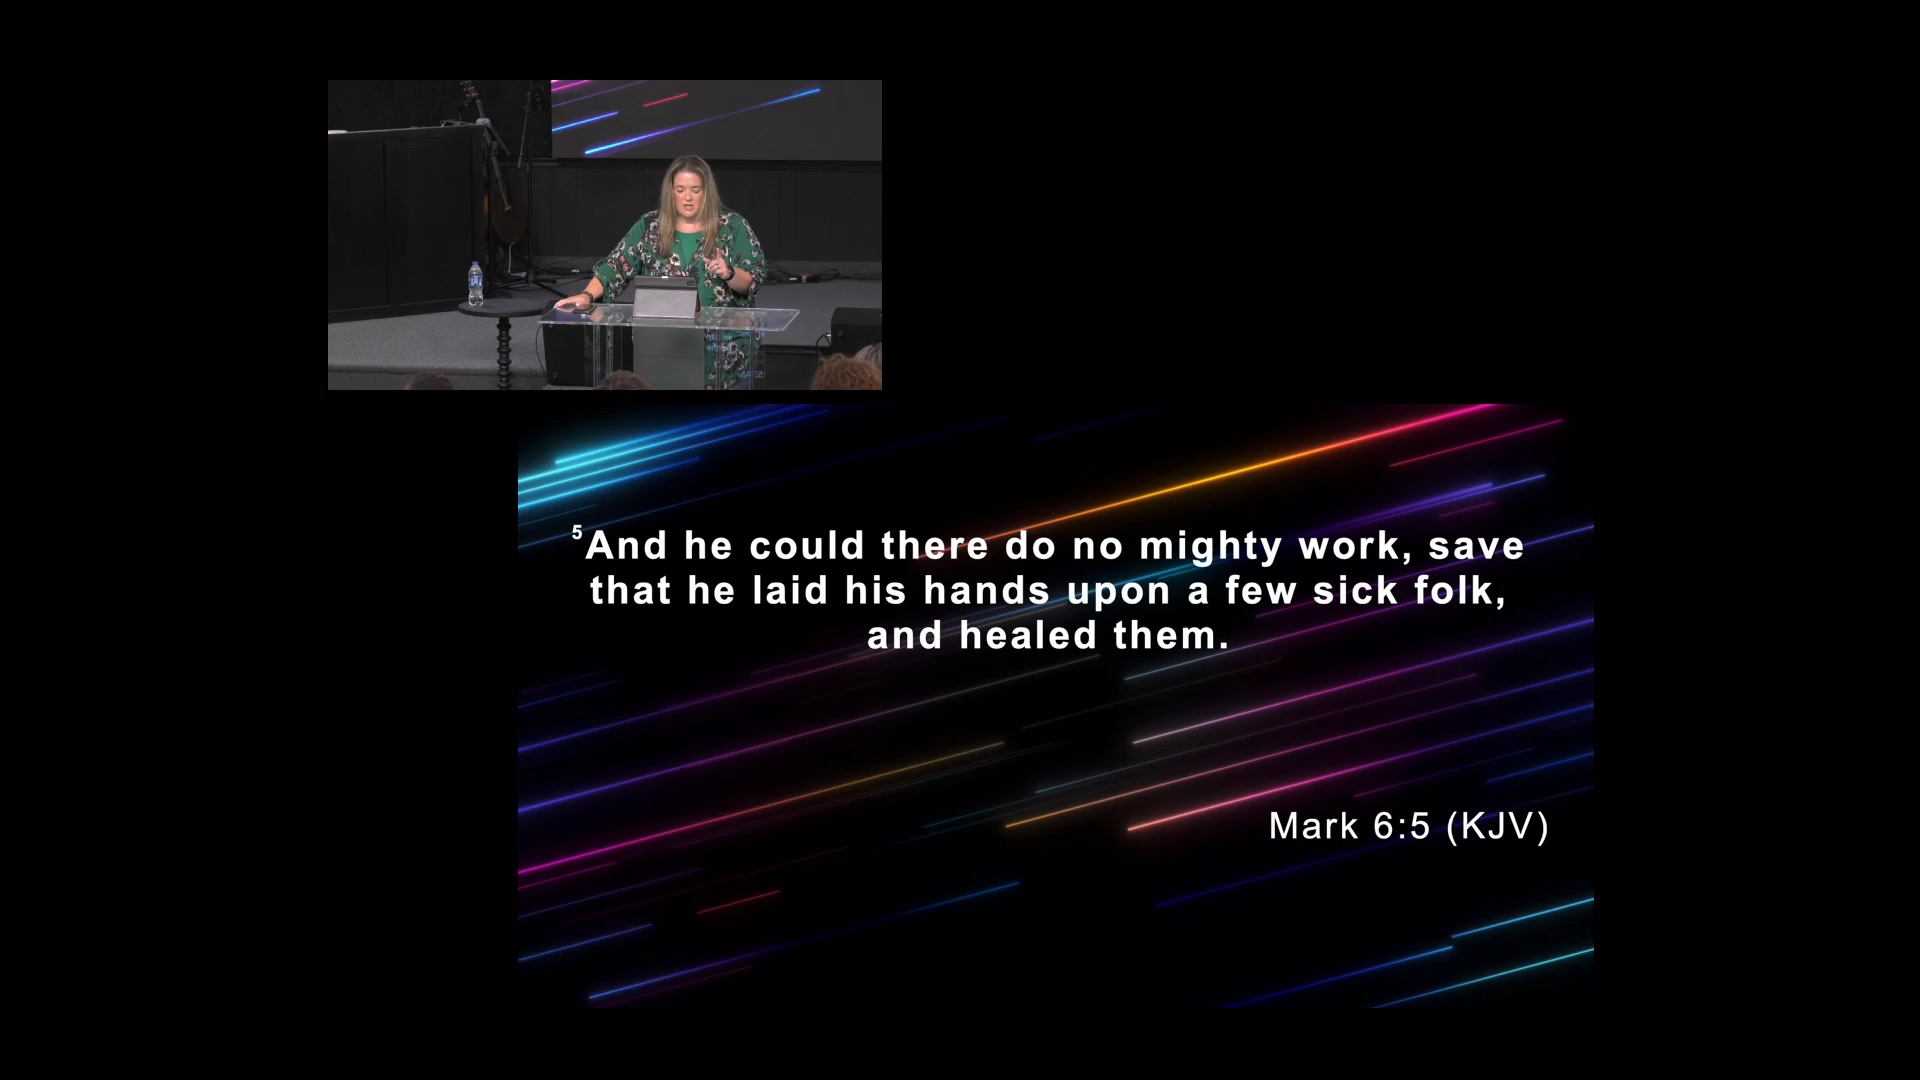 ⁵And he could there do no mighty work, save
that he laid his hands upon a few sick folk,
and healed them.
Mark 6:5 (KJV)